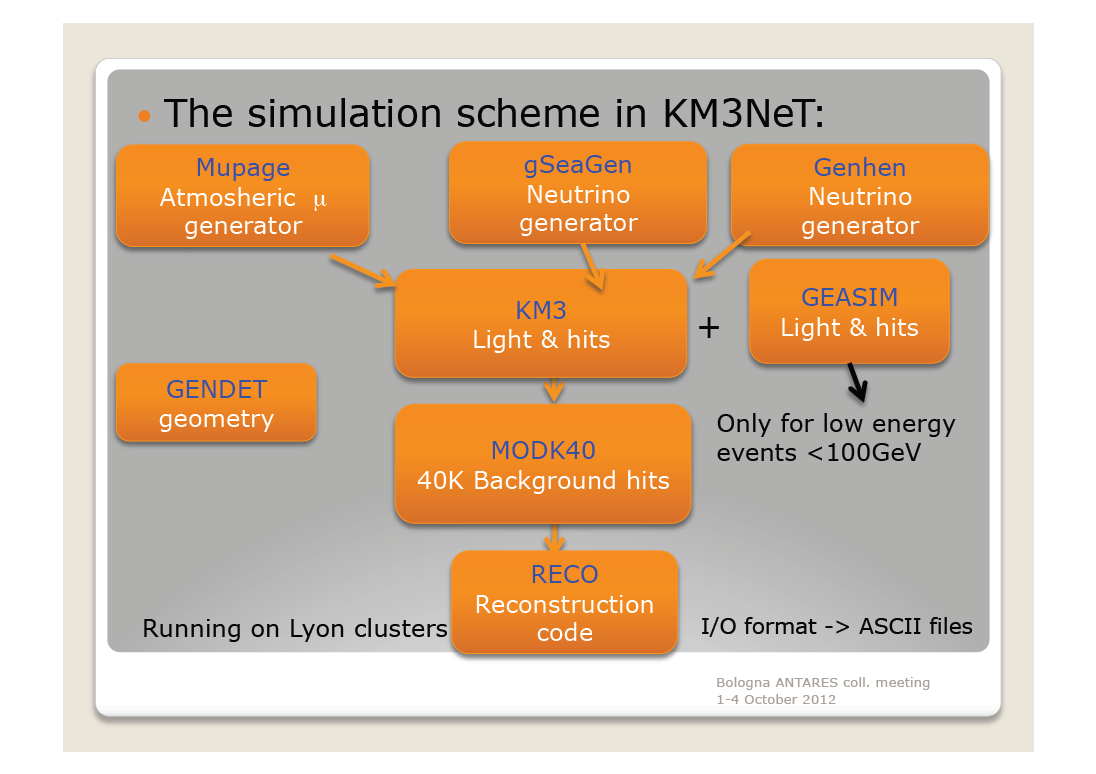 The simulation scheme in KM3NeT:
Mupage
Atmosheric μ
generator
gSeaGen
Neutrino
generator
Genhen
Neutrino
generator
KM3
Light & hits
+
GEASIM
Light & hits
GENDET
geometry
Only for low energy
events <100GeV
MODK40
40K Background hits
RECO
Reconstruction
code
Running on Lyon clusters
I/O format -> ASCII files
Bologna ANTARES coll. meeting
1-4 October 2012